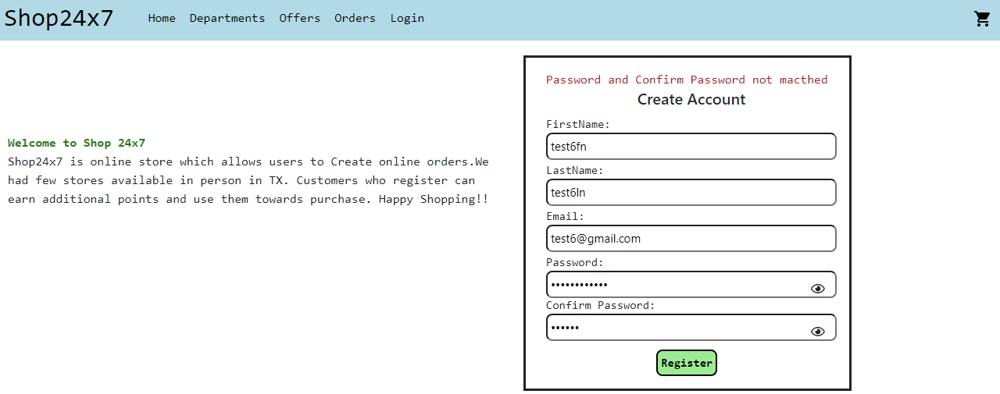 Shop24x7 Home Departments Offers Orders Login
Welcome to Shop 24x7
Shop24x7 is online store which allows users to Create online orders.We
had few stores available in person in TX. Customers who register can
earn additional points and use them towards purchase. Happy Shopping!!
Password and Confirm Password not macthed
Create Account
FirstName:
test6fn
LastName:
test6ln
Email:
test6@gmail.com
Password:
••••••••••••
Confirm Password:
••••••
Register